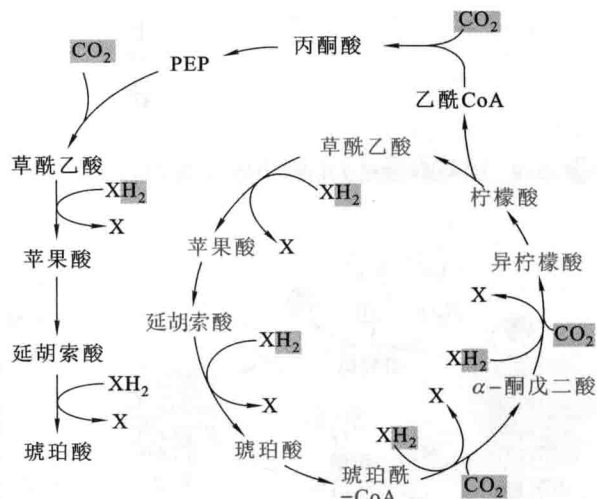 CO₂
丙酮酸
CO₂
PEP
乙酰CoA
草酰乙酸
草酰乙酸
XH₂
XH₂
柠檬酸
X
苹果酸
X
苹果酸
异柠檬酸
X
延胡索酸
延胡索酸
XH₂
CO₂
XH₂
XH₂
α-酮戊二酸
X
X
X
琥珀酸
琥珀酸
XH₂
琥珀酰
-CoA
CO₂